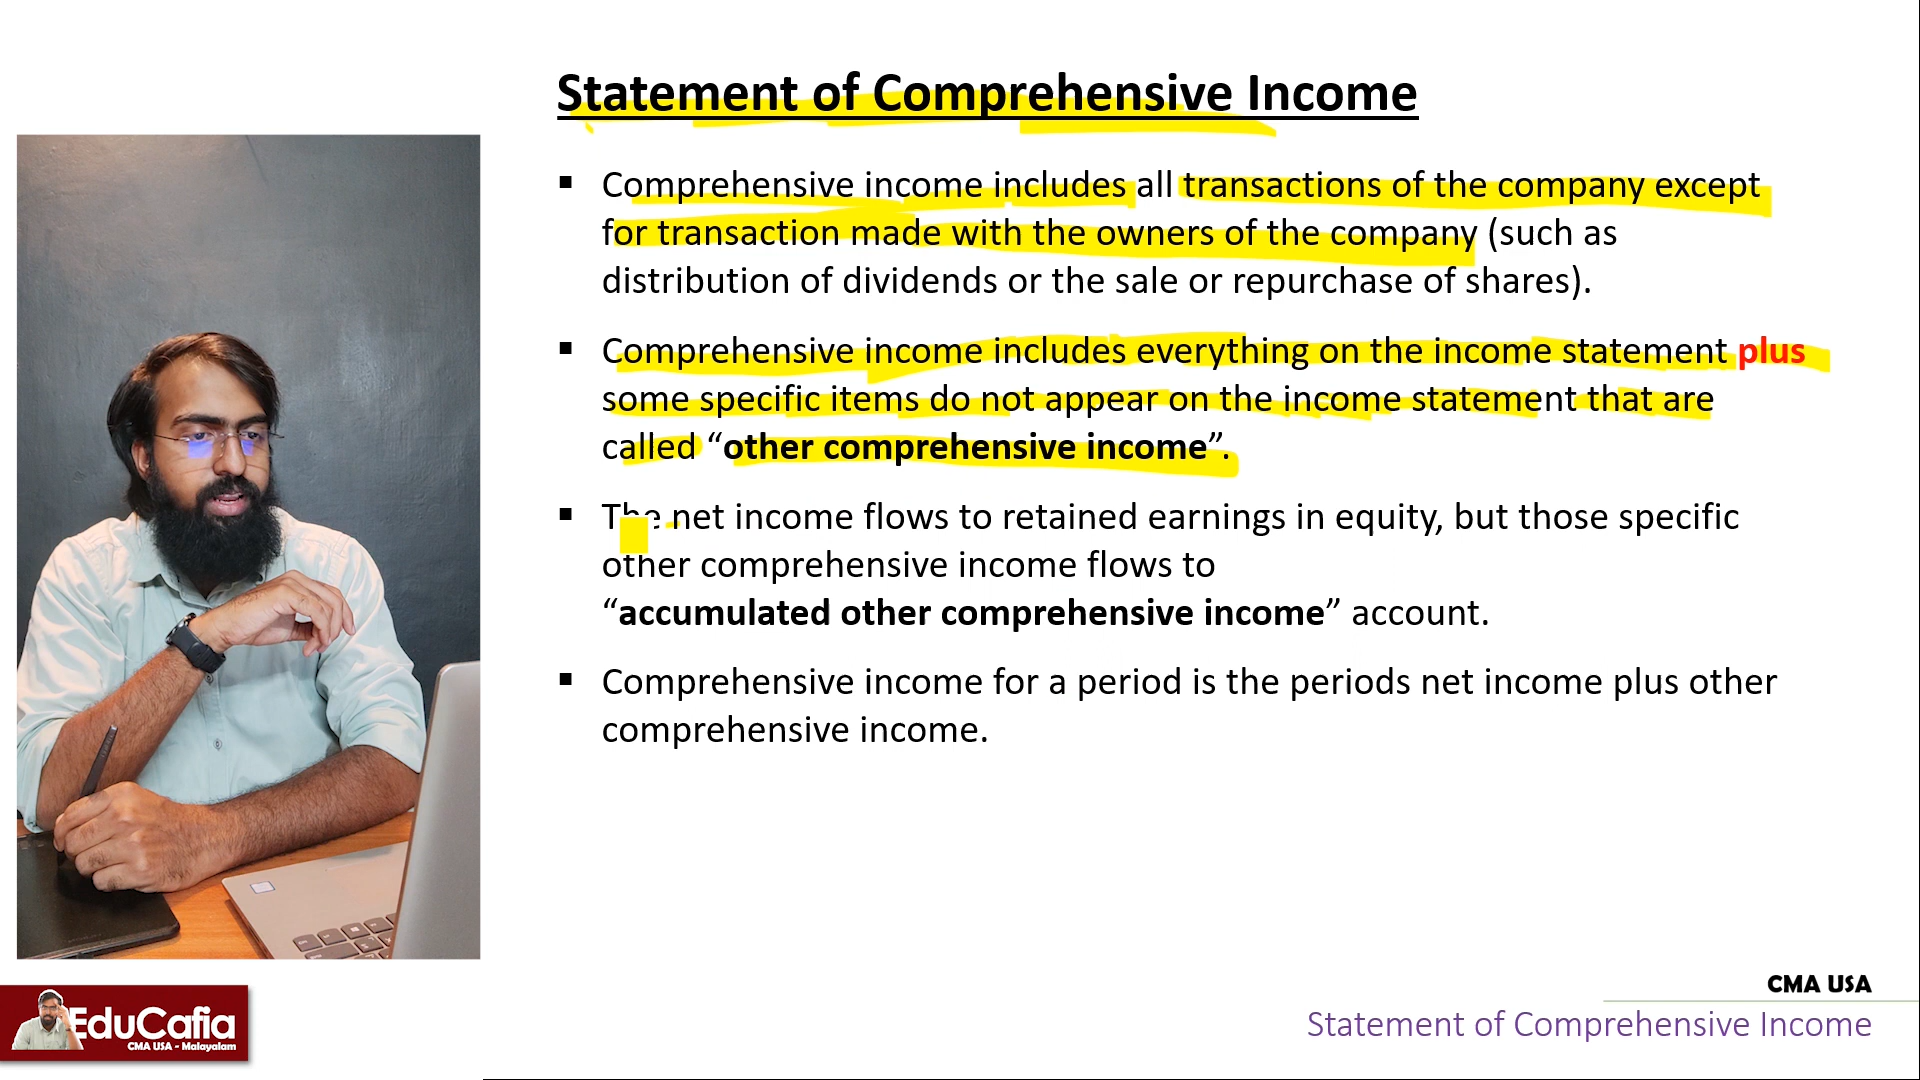 Statement of Comprehensive Income
▪ Comprehensive income includes all transactions of the company except
for transaction made with the owners of the company (such as
distribution of dividends or the sale or repurchase of shares).
▪ Comprehensive income includes everything on the income statement plus
some specific items do not appear on the income statement that are
called “other comprehensive income”.
▪ The net income flows to retained earnings in equity, but those specific
other comprehensive income flows to
“accumulated other comprehensive income” account.
▪ Comprehensive income for a period is the periods net income plus other
comprehensive income.
EduCafia
CMA USA - Malayalam
CMA USA
Statement of Comprehensive Income